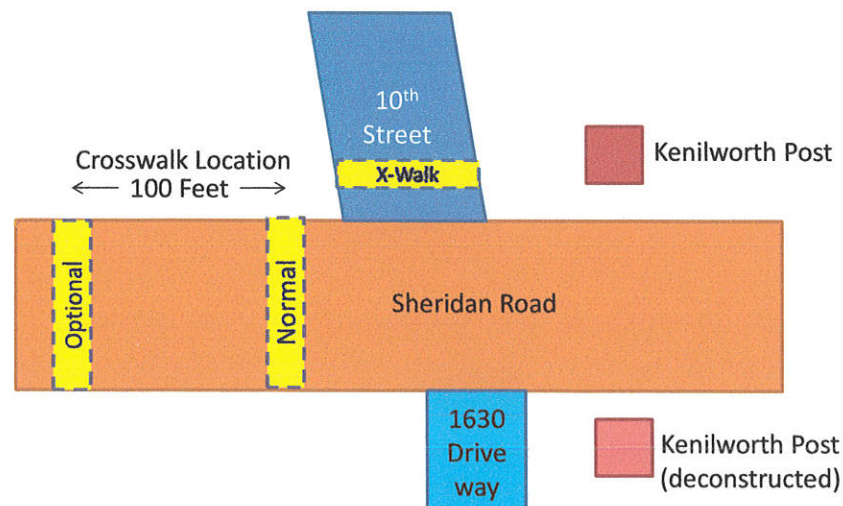 10th
Street
X-Walk
Crosswalk Location
← 100 Feet →
Kenilworth Post
Optional
Normal
Sheridan Road
1630
Drive
way
Kenilworth Post
(deconstructed)